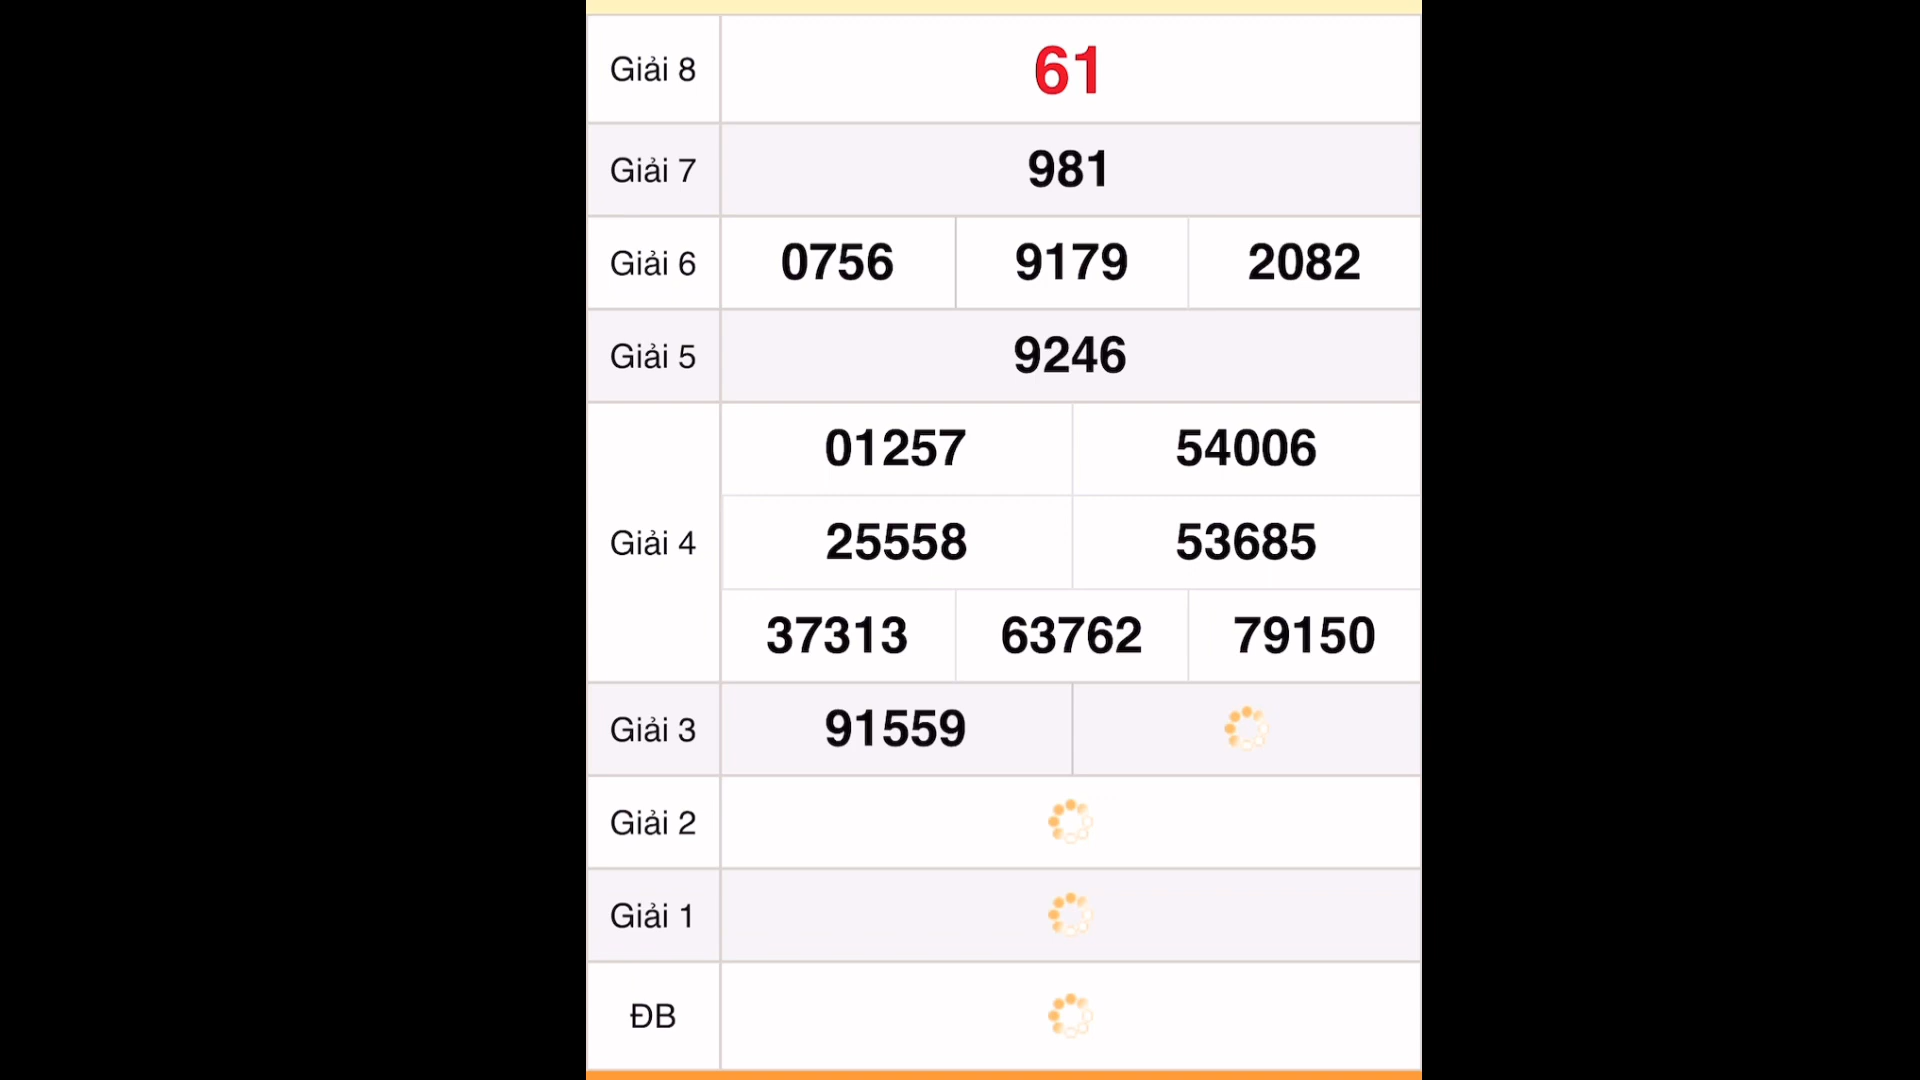 Giải 8 61
Giải 7 981
Giải 6 0756 9179 2082
Giải 5 9246
Giải 4
01257 54006
25558 53685
37313 63762 79150
Giải 3 91559
Giải 2
Giải 1
ĐB